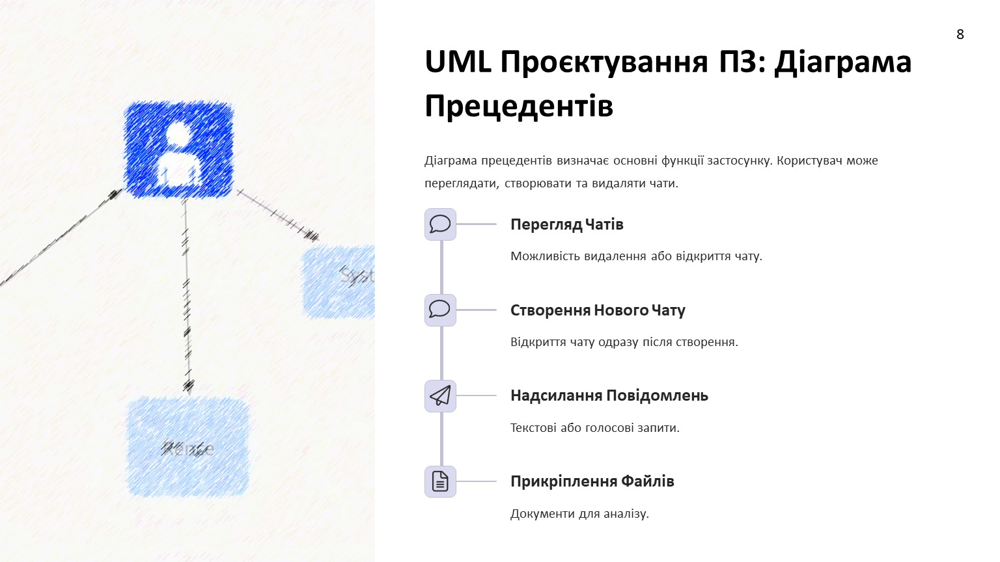 8
UML Проєктування ПЗ: Діаграма
Прецедентів
Діаграма прецедентів визначає основні функції застосунку. Користувач може
переглядати, створювати та видаляти чати.
Перегляд Чатів
Можливість видалення або відкриття чату.
Створення Нового Чату
Відкриття чату одразу після створення.
Надсилання Повідомлень
Текстові або голосові запити.
Прикріплення Файлів
Документи для аналізу.